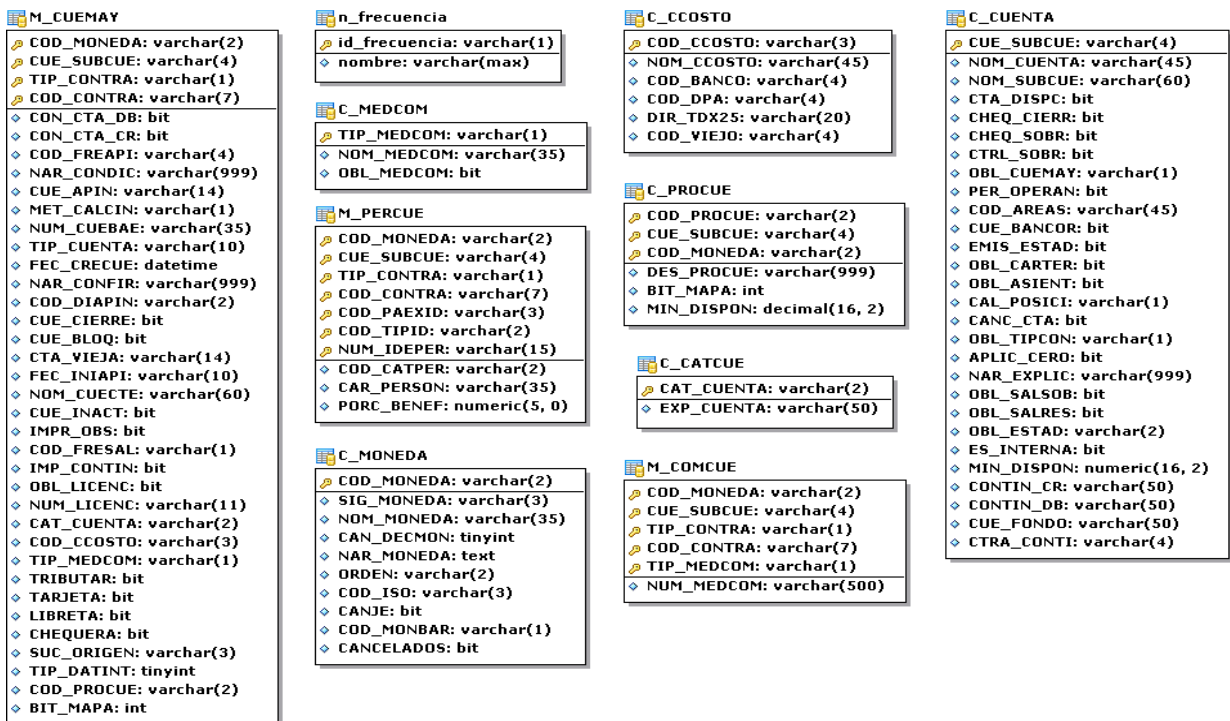 M_CUEMAY
COD_MONEDA: varchar(2)
CUE_SUBCUE: varchar(4)
TIP_CONTRA: varchar(1)
COD_CONTRA: varchar(7)
CON_CTA_DB: bit
CON_CTA_CR: bit
COD_FREAPI: varchar(4)
NAR_CONDIC: varchar(999)
CUE_APIN: varchar(14)
MET_CALCIN: varchar(1)
NUM_CUEBAE: varchar(35)
TIP_CUENTA: varchar(10)
FEC_CRECUE: datetime
NAR_CONFIR: varchar(999)
COD_DIAPIN: varchar(2)
CUE_CIERRE: bit
CUE_BLOQ: bit
CTA_VIEJA: varchar(14)
FEC_INIAPI: varchar(10)
NOM_CUECTE: varchar(60)
CUE_INACT: bit
IMPR_OBS: bit
COD_FRESAL: varchar(1)
IMP_CONTIN: bit
OBL_LICENC: bit
NUM_LICENC: varchar(11)
CAT_CUENTA: varchar(2)
COD_CCOSTO: varchar(3)
TIP_MEDCOM: varchar(1)
TRIBUTAR: bit
TARJETA: bit
LIBRETA: bit
CHEQUERA: bit
SUC_ORIGEN: varchar(3)
TIP_DATINT: tinyint
COD_PROCUE: varchar(2)
BIT_MAPA: int
n_frecuencia
id_frecuencia: varchar(1)
nombre: varchar(max)
C_MEDCOM
TIP_MEDCOM: varchar(1)
NOM_MEDCOM: varchar(35)
OBL_MEDCOM: bit
M_PERCUE
COD_MONEDA: varchar(2)
CUE_SUBCUE: varchar(4)
TIP_CONTRA: varchar(1)
COD_CONTRA: varchar(7)
COD_PAEXID: varchar(3)
COD_TIPID: varchar(2)
NUM_IDEPER: varchar(15)
COD_CATPER: varchar(2)
CAR_PERSON: varchar(35)
PORC_BENEF: numeric(5, 0)
C_MONEDA
COD_MONEDA: varchar(2)
SIG_MONEDA: varchar(3)
NOM_MONEDA: varchar(35)
CAN_DECMON: tinyint
NAR_MONEDA: text
ORDEN: varchar(2)
COD_ISO: varchar(3)
CANJE: bit
COD_MONBAR: varchar(1)
CANCELADOS: bit
C_CCOSTO
COD_CCOSTO: varchar(3)
NOM_CCOSTO: varchar(45)
COD_BANCO: varchar(4)
COD_DPA: varchar(4)
DIR_TDX25: varchar(20)
COD_VIEJO: varchar(4)
C_PROCUE
COD_PROCUE: varchar(2)
CUE_SUBCUE: varchar(4)
COD_MONEDA: varchar(2)
DES_PROCUE: varchar(999)
BIT_MAPA: int
MIN_DISPON: decimal(16, 2)
C_CATCUE
CAT_CUENTA: varchar(2)
EXP_CUENTA: varchar(50)
M_COMCUE
COD_MONEDA: varchar(2)
CUE_SUBCUE: varchar(4)
TIP_CONTRA: varchar(1)
COD_CONTRA: varchar(7)
TIP_MEDCOM: varchar(1)
NUM_MEDCOM: varchar(500)
C_CUENTA
CUE_SUBCUE: varchar(4)
NOM_CUENTA: varchar(45)
NOM_SUBCUE: varchar(60)
CTA_DISPC: bit
CHEQ_CIERR: bit
CHEQ_SOBR: bit
CTRL_SOBR: bit
OBL_CUEMAY: varchar(1)
PER_OPERAN: bit
COD_AREAS: varchar(45)
CUE_BANCOR: bit
EMIS_ESTAD: bit
OBL_CARTER: bit
OBL_ASIENT: bit
CAL_POSICI: varchar(1)
CANC_CTA: bit
OBL_TIPCON: varchar(1)
APLIC_CERO: bit
NAR_EXPLIC: varchar(999)
OBL_SALSOB: bit
OBL_SALRES: bit
OBL_ESTAD: varchar(2)
ES_INTERNA: bit
MIN_DISPON: numeric(16, 2)
CONTIN_CR: varchar(50)
CONTIN_DB: varchar(50)
CUE_FONDO: varchar(50)
CTRA_CONTI: varchar(4)